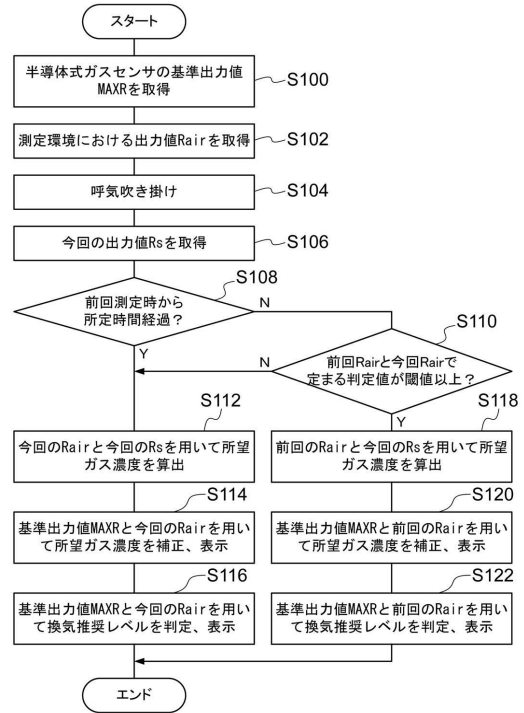 スタート
半導体式ガスセンサの基準出力値
MAXRを取得
S100
測定環境における出力値Rairを取得
S102
呼気吹き掛け
S104
今回の出力値Rsを取得
S106
S108
前回測定時から
所定時間経過？
N
Y
S110
前回Rairと今回Rairで
定まる判定値が閾値以上？
N
Y
S112
今回のRairと今回のRsを用いて所望
ガス濃度を算出
S118
前回のRairと今回のRsを用いて所望
ガス濃度を算出
S114
基準出力値MAXRと今回のRairを用い
て所望ガス濃度を補正、表示
S120
基準出力値MAXRと前回のRairを用い
て所望ガス濃度を補正、表示
S116
基準出力値MAXRと今回のRairを用い
て換気推奨レベルを判定、表示
S122
基準出力値MAXRと前回のRairを用い
て換気推奨レベルを判定、表示
エンド